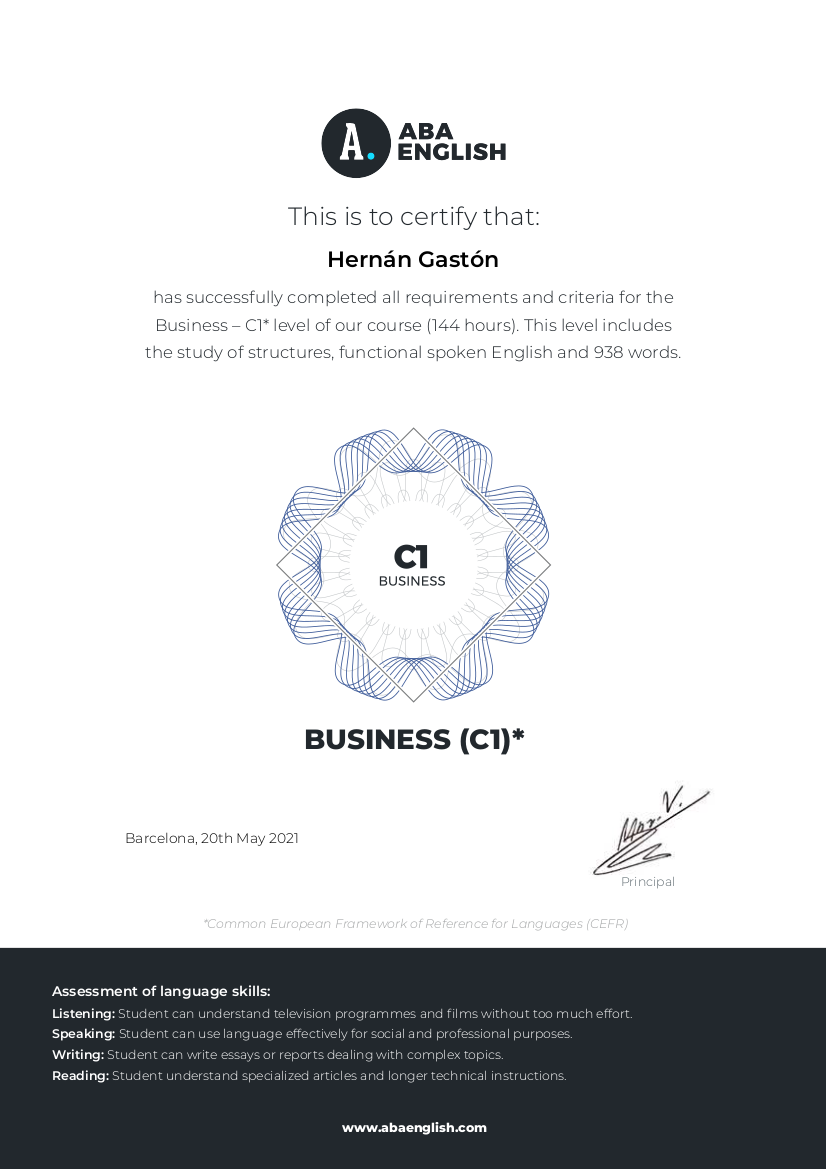 A.
ABA
ENGLISH
This is to certify that:
Hernán Gastón
has successfully completed all requirements and criteria for the
Business – C1* level of our course (144 hours). This level includes
the study of structures, functional spoken English and 938 words.
C1
BUSINESS
BUSINESS (C1)*
Barcelona, 20th May 2021
Principal
*Common European Framework of Reference for Languages (CEFR)
Assessment of language skills:
Listening: Student can understand television programmes and films without too much effort.
Speaking: Student can use language effectively for social and professional purposes.
Writing: Student can write essays or reports dealing with complex topics.
Reading: Student understand specialized articles and longer technical instructions.
www.abaenglish.com